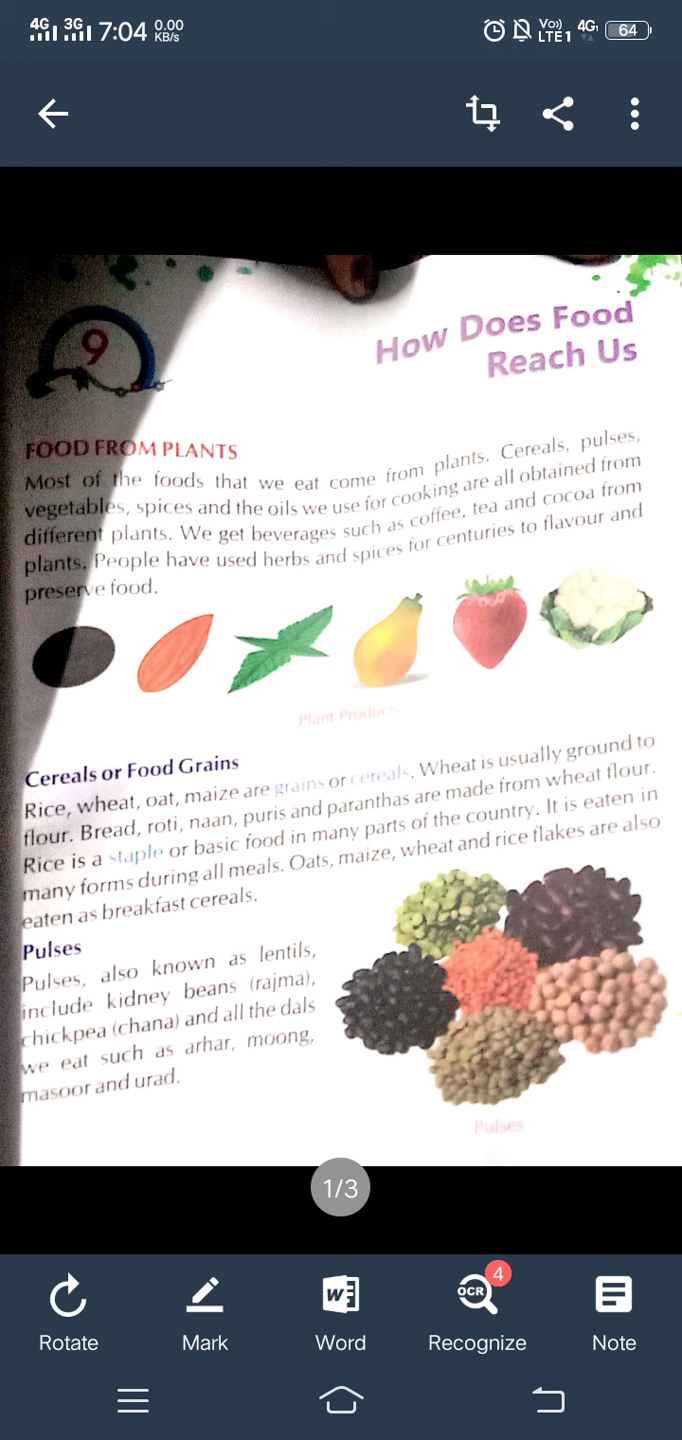 4G 3G 7:04 0.00 KB/s Vo)) LTE1 4G 64
9
How Does Food
Reach Us
FOOD FROM PLANTS
Most of the foods that we eat come from plants. Cereals, pulses,
vegetables, spices and the oils we use for cooking are all obtained from
different plants. We get beverages such as coffee, tea and cocoa from
plants. People have used herbs and spices for centuries to flavour and
preserve food.
Plant Products
Cereals or Food Grains
Rice, wheat, oat, maize are grains or cereals. Wheat is usually ground to
flour. Bread, roti, naan, puris and paranthas are made from wheat flour.
Rice is a staple or basic food in many parts of the country. It is eaten in
many forms during all meals. Oats, maize, wheat and rice flakes are also
eaten as breakfast cereals.
Pulses
Pulses, also known as lentils,
include kidney beans (rajma),
chickpea (chana) and all the dals
we eat such as arhar, moong,
masoor and urad.
Pulses
1/3
W
OCR 4
Rotate Mark Word Recognize Note